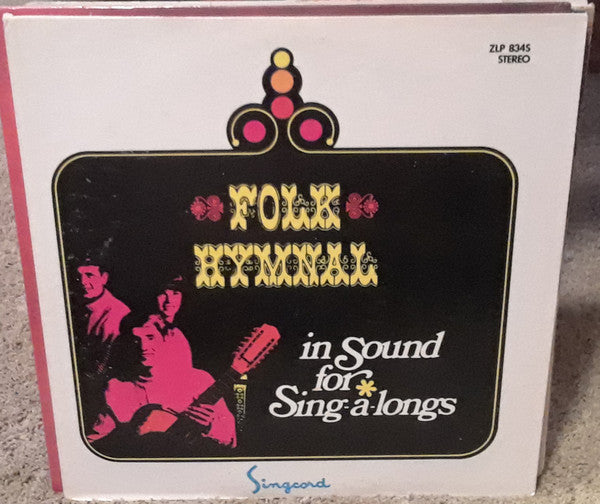 ZLP 834S
STEREO
FOLK
HYMNAL
in Sound
for
Sing-a-longs
Singcord